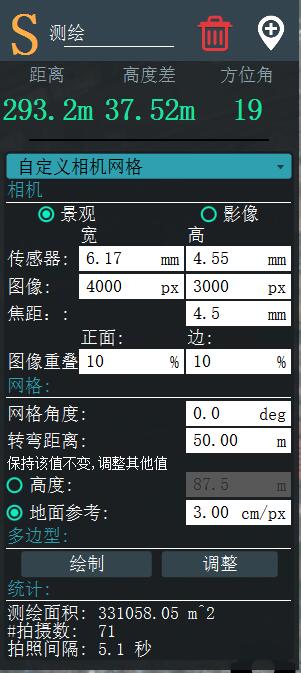 S 测绘
距离 高度差 方位角
293.2m 37.52m 19
自定义相机网格
相机
景观 影像
宽 高
传感器: 6.17 mm 4.55 mm
图像: 4000 px 3000 px
焦距:: 4.5 mm
正面: 边:
图像重叠 10 % 10 %
网格:
网格角度: 0.0 deg
转弯距离: 50.00 m
保持该值不变,调整其他值
高度: 87.5 m
地面参考: 3.00 cm/px
多边型:
绘制 调整
统计:
测绘面积: 331058.05 m^2
#拍摄数: 71
拍照间隔: 5.1 秒